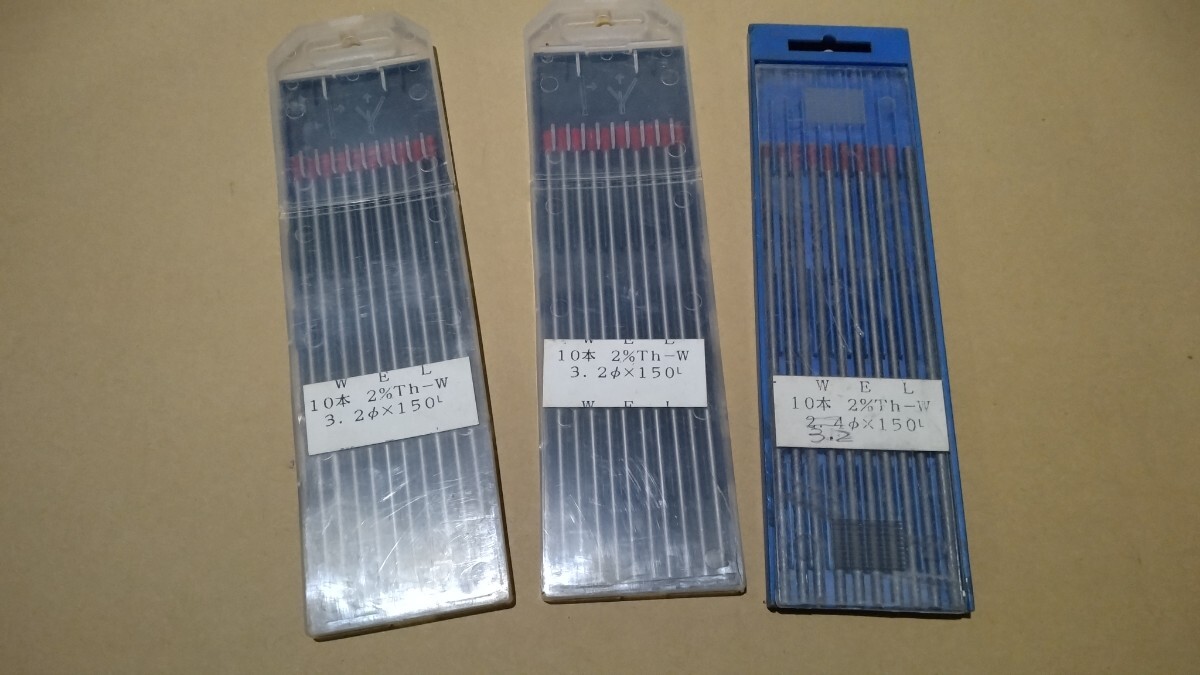 W E L
10本 2%Th-W
3.2φ×150L
W E L
10本 2%Th-W
3.2φ×150L
W E L
W E L
10本 2%Th-W
2.4φ×150L
3.2